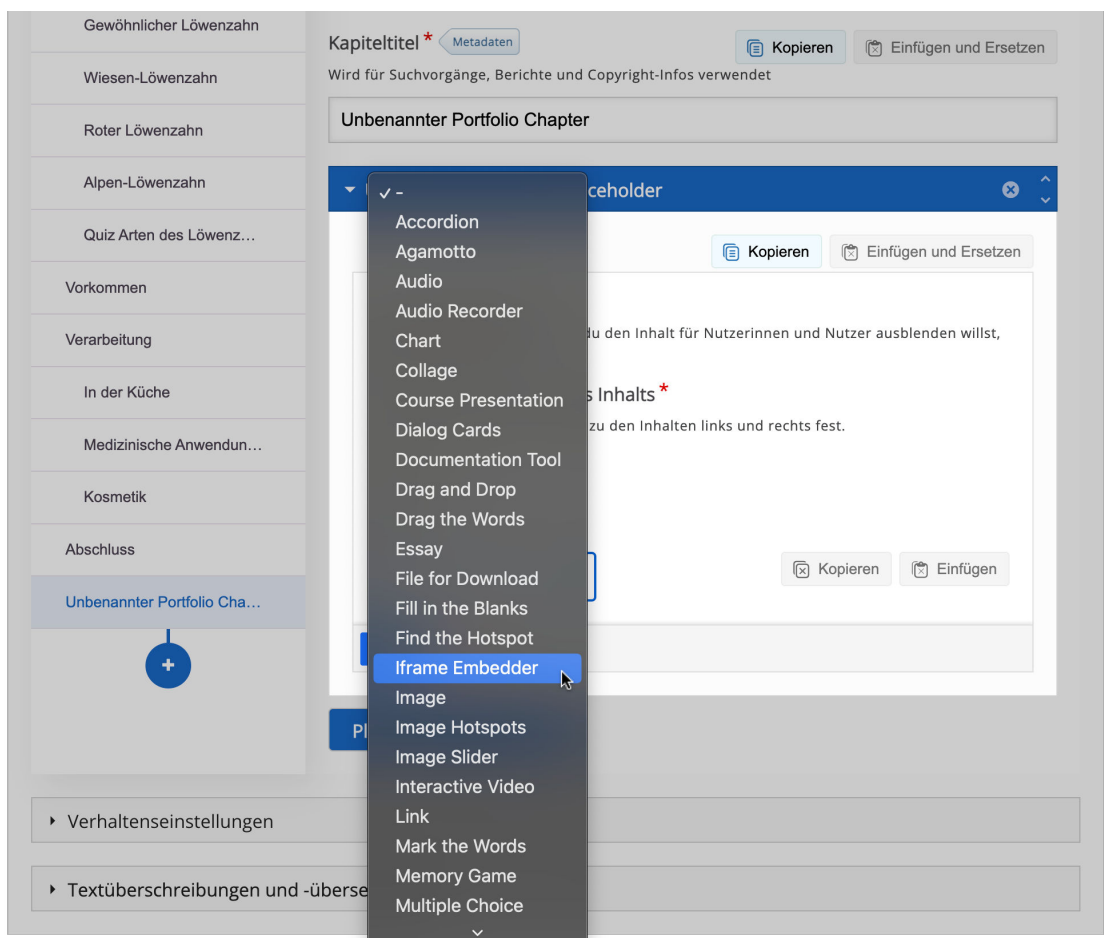 Gewöhnlicher Löwenzahn
Wiesen-Löwenzahn
Roter Löwenzahn
Alpen-Löwenzahn
Quiz Arten des Löwenz...
Vorkommen
Verarbeitung
In der Küche
Medizinische Anwendun...
Kosmetik
Abschluss
Unbenannter Portfolio Cha...
+
Kapiteltitel * Metadaten
Kopieren Einfügen und Ersetzen
Wird für Suchvorgänge, Berichte und Copyright-Infos verwendet
Unbenannter Portfolio Chapter
ceholder
Kopieren Einfügen und Ersetzen
du den Inhalt für Nutzerinnen und Nutzer ausblenden willst,
s Inhalts *
zu den Inhalten links und rechts fest.
Kopieren Einfügen
✓ -
Accordion
Agamotto
Audio
Audio Recorder
Chart
Collage
Course Presentation
Dialog Cards
Documentation Tool
Drag and Drop
Drag the Words
Essay
File for Download
Fill in the Blanks
Find the Hotspot
Iframe Embedder
Image
Image Hotspots
Image Slider
Interactive Video
Link
Mark the Words
Memory Game
Multiple Choice
Pl
Verhaltenseinstellungen
Textüberschreibungen und -überse